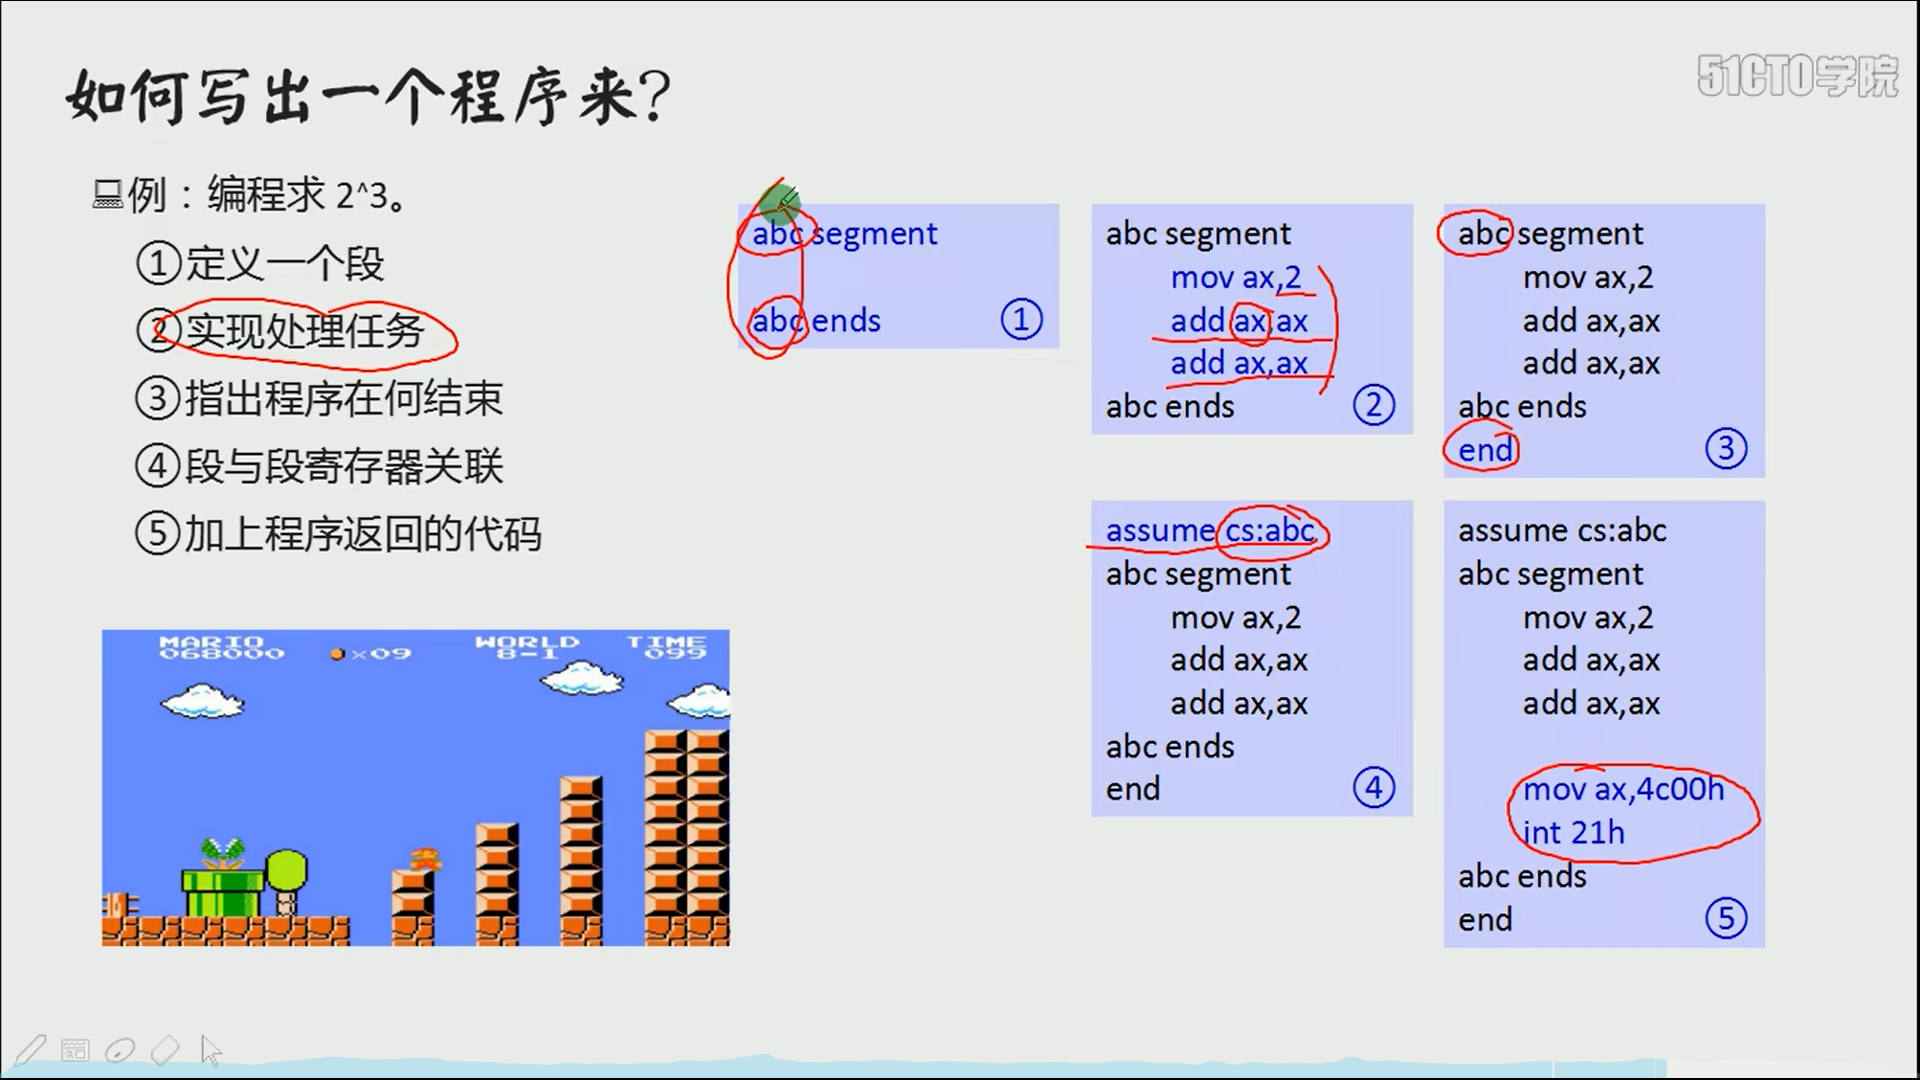 如何写出一个程序来?
51CTO学院
例：编程求 2^3。
①定义一个段
②实现处理任务
③指出程序在何结束
④段与段寄存器关联
⑤加上程序返回的代码
abc segment
abc ends ①
abc segment
mov ax,2
add ax,ax
add ax,ax
abc ends ②
abc segment
mov ax,2
add ax,ax
add ax,ax
abc ends
end ③
assume cs:abc
abc segment
mov ax,2
add ax,ax
add ax,ax
abc ends
end ④
assume cs:abc
abc segment
mov ax,2
add ax,ax
add ax,ax
mov ax,4c00h
int 21h
abc ends
end ⑤
MARIO WORLD TIME
068000 ×09 8-1 099